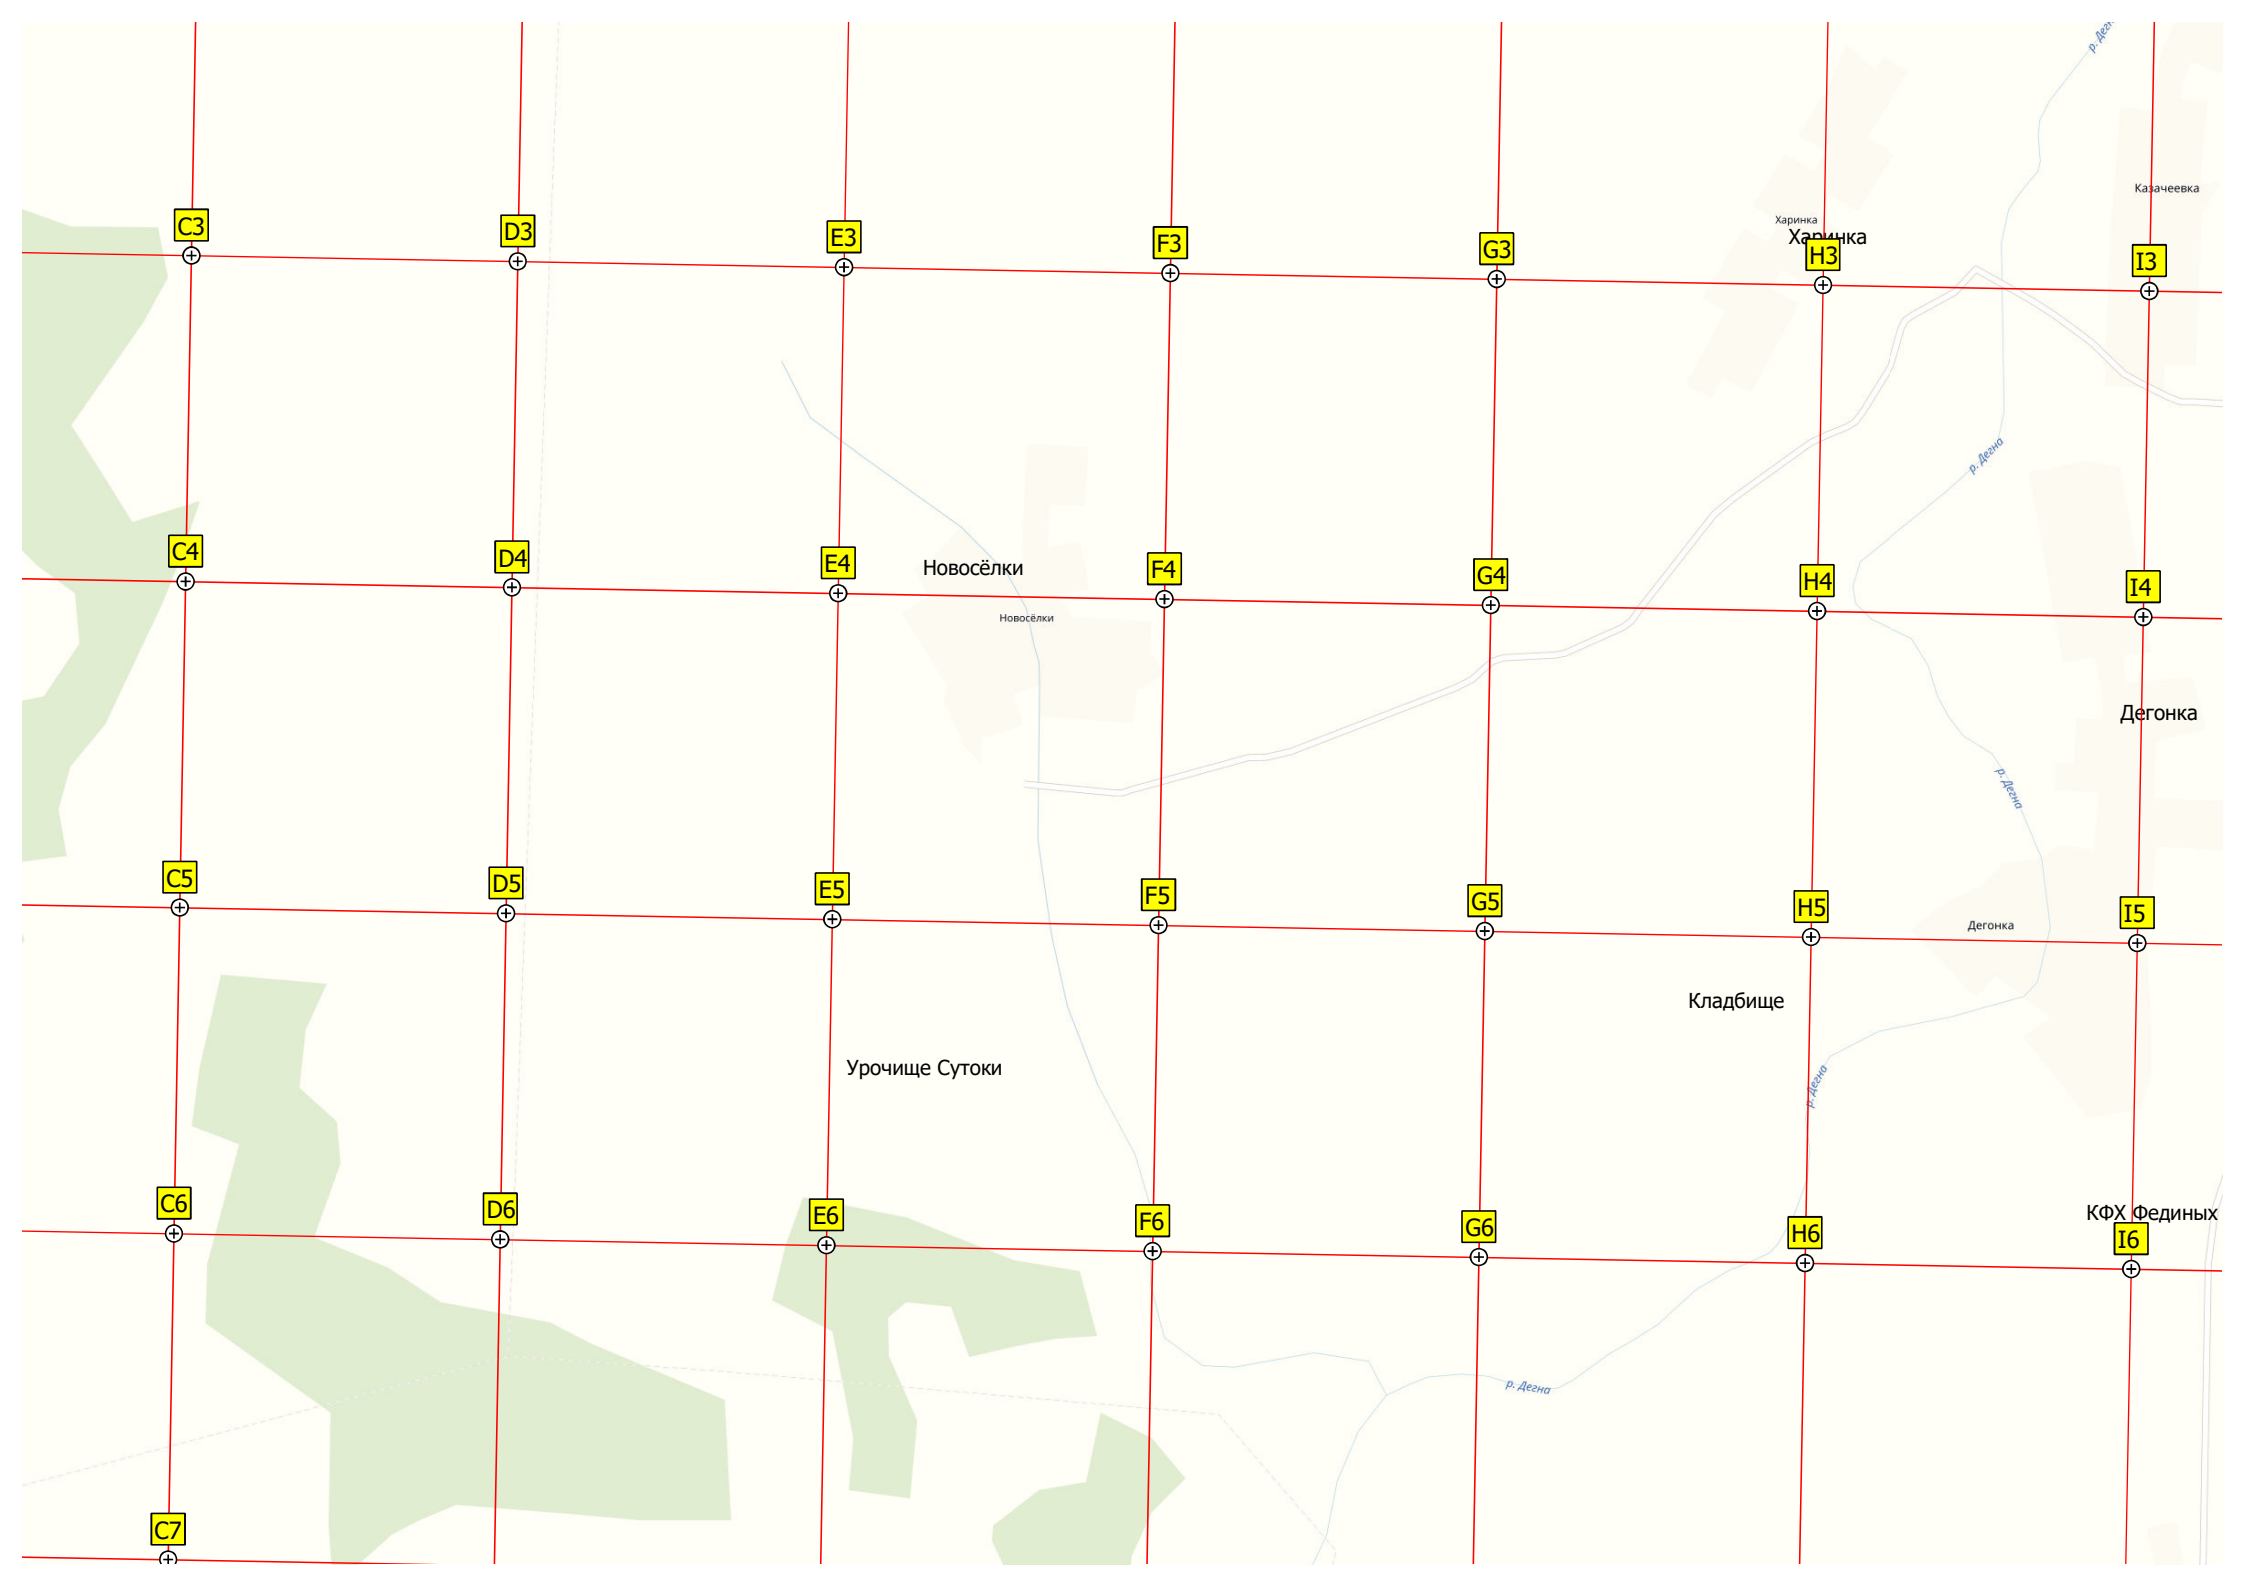 р. Дегна
Казачеевка
Харинка
Харинка
C3
D3
E3
F3
G3
H3
I3
р. Дегна
C4
D4
E4
F4
G4
H4
I4
Новосёлки
Новосёлки
Дегонка
р. Дегна
C5
D5
E5
F5
G5
H5
I5
Дегонка
Кладбище
Урочище Сутоки
р. Дегна
КФХ Фединых
C6
D6
E6
F6
G6
H6
I6
р. Дегна
C7